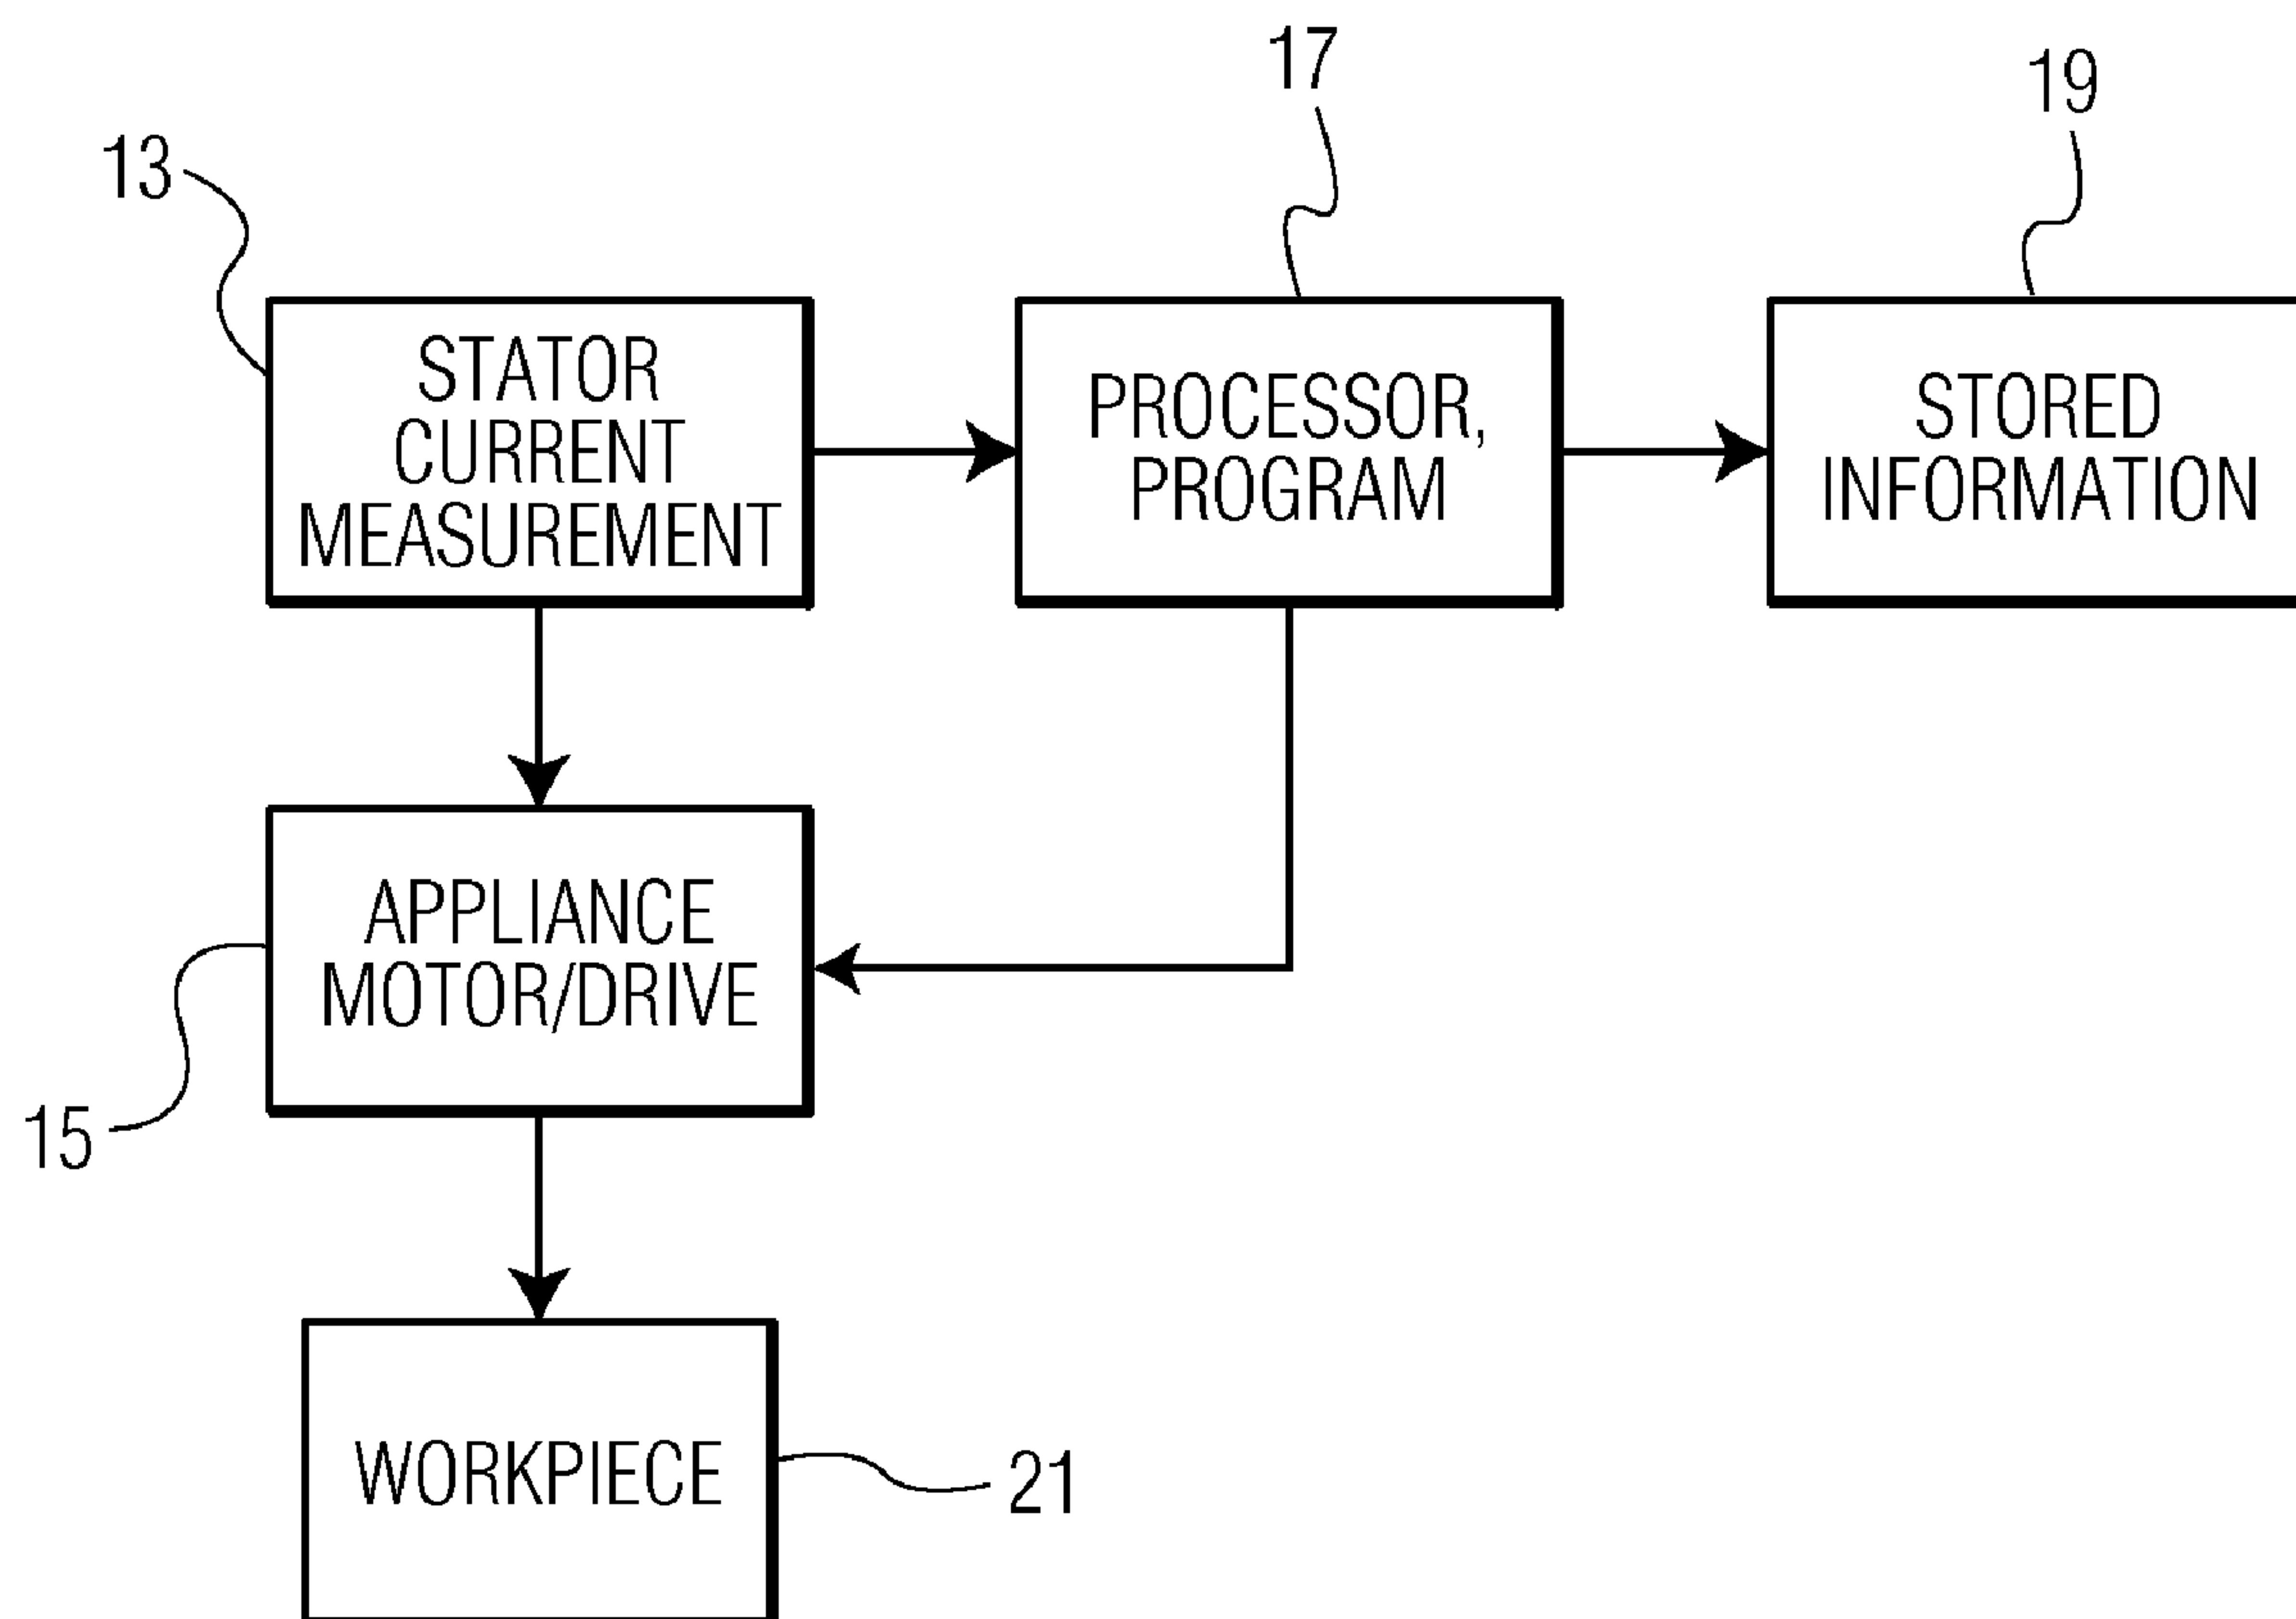 17
19
13
STATOR
CURRENT
MEASUREMENT
PROCESSOR,
PROGRAM
STORED
INFORMATION
APPLIANCE
MOTOR/DRIVE
15
WORKPIECE
21